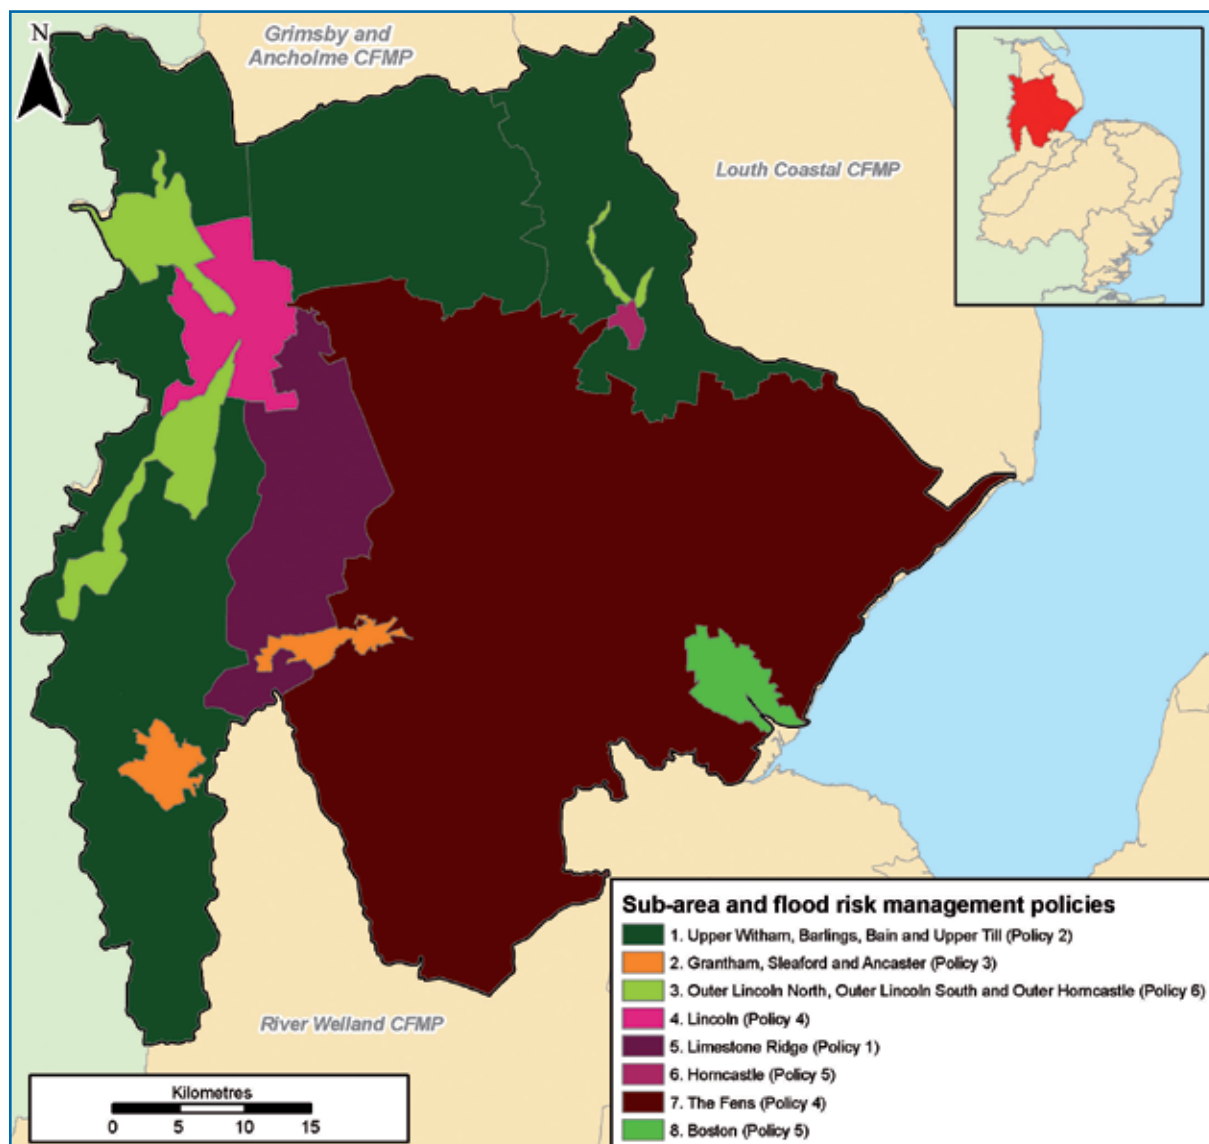 N
Grimsby and
Ancholme CFMP
Louth Coastal CFMP
River Welland CFMP
Sub-area and flood risk management policies
1. Upper Witham, Barlings, Bain and Upper Till (Policy 2)
2. Grantham, Sleaford and Ancaster (Policy 3)
3. Outer Lincoln North, Outer Lincoln South and Outer Horncastle (Policy 6)
4. Lincoln (Policy 4)
5. Limestone Ridge (Policy 1)
6. Horncastle (Policy 5)
7. The Fens (Policy 4)
8. Boston (Policy 5)
Kilometres
0 5 10 15